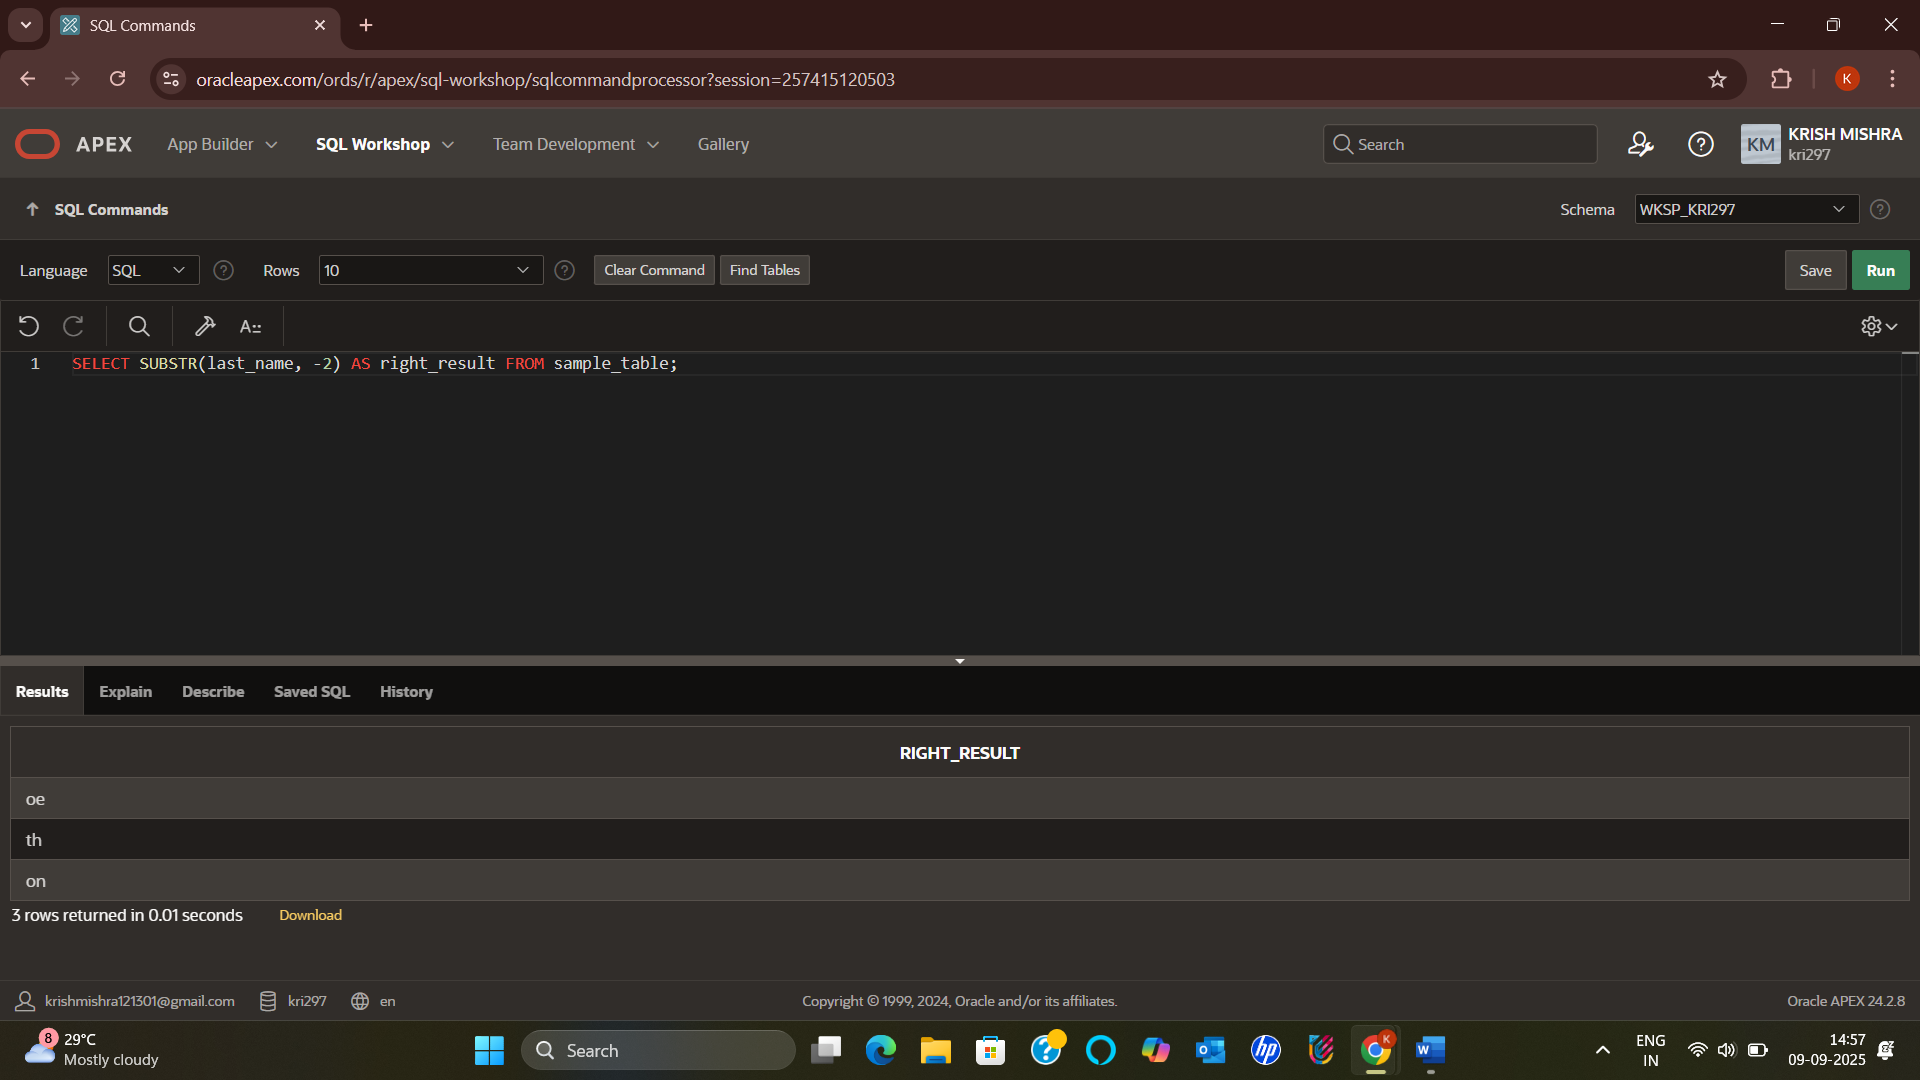 SQL Commands
oracleapex.com/ords/r/apex/sql-workshop/sqlcommandprocessor?session=257415120503
K
APEX App Builder SQL Workshop Team Development Gallery Search KM KRISH MISHRA
kri297
SQL Commands Schema WKSP_KRI297
Language SQL Rows 10 Clear Command Find Tables Save Run
A::
1 SELECT SUBSTR(last_name, -2) AS right_result FROM sample_table;
Results Explain Describe Saved SQL History
RIGHT_RESULT
oe
th
on
3 rows returned in 0.01 seconds Download
krishmishra121301@gmail.com kri297 en Copyright © 1999, 2024, Oracle and/or its affiliates. Oracle APEX 24.2.8
8 29°C
Mostly cloudy
Search
hp
K
W
ENG
IN
14:57
09-09-2025